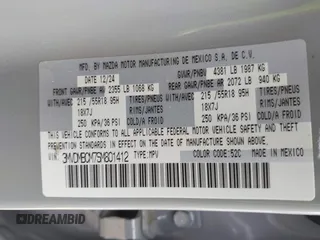 MFD. BY MAZDA MOTOR MANUFACTURING DE MEXICO S.A. DE C.V.
DATE 12/24 GVWR/PNBV 4381 LB 1987 KG
FRONT GAWR/PNBE AV 2355 LB 1068 KG REAR GAWR/PNBE AR 2072 LB 940 KG
WITH/AVEC 215/55R18 95H TIRES/PNEUS WITH/AVEC 215/55R18 95H TIRES/PNEUS
18X7J RIMS/JANTES 18X7J RIMS/JANTES
250 KPA/36 PSI COLD/A FROID 250 KPA/36 PSI COLD/A FROID
THIS VEHICLE CONFORMS TO ALL APPLICABLE FEDERAL MOTOR VEHICLE
SAFETY STANDARDS IN EFFECT ON THE DATE OF MANUFACTURE SHOWN ABOVE.
TYPE:MPV COLOR:52C MADE IN MEXICO
DREAMBID